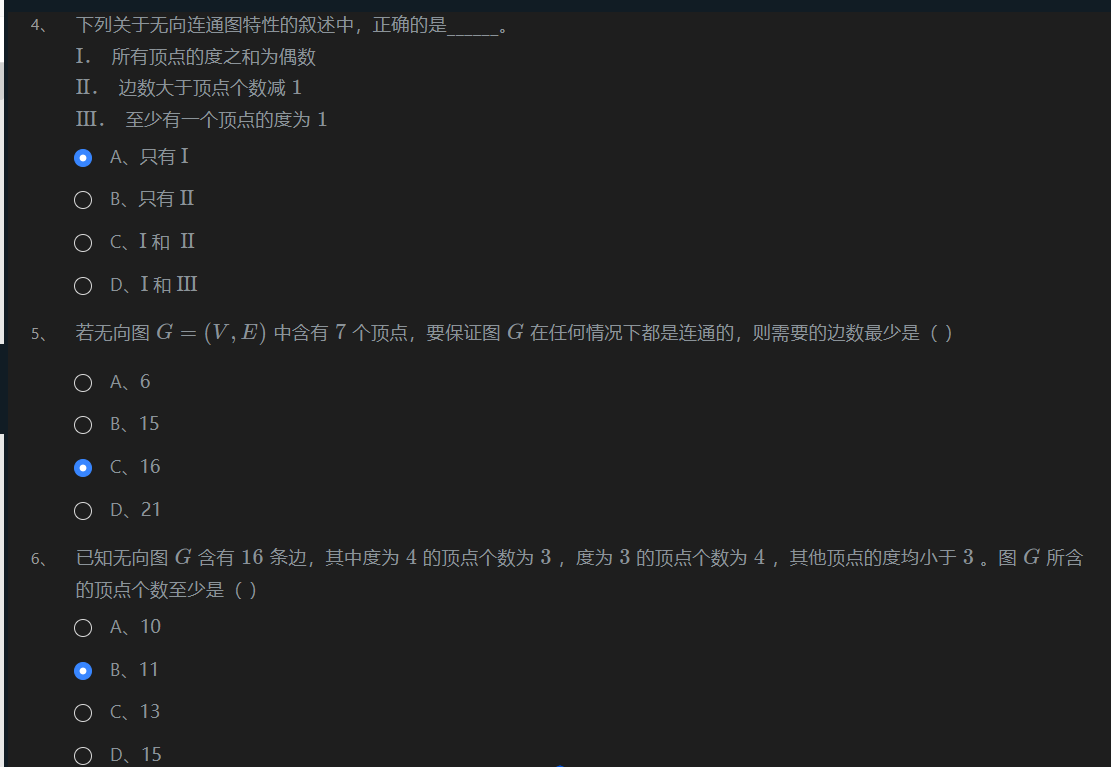 4、 下列关于无向连通图特性的叙述中，正确的是______。
I. 所有顶点的度之和为偶数
II. 边数大于顶点个数减 1
III. 至少有一个顶点的度为 1
A、只有 I
B、只有 II
C、I 和 II
D、I 和 III
5、 若无向图 G = (V, E) 中含有 7 个顶点，要保证图 G 在任何情况下都是连通的，则需要的边数最少是（ ）
A、6
B、15
C、16
D、21
6、 已知无向图 G 含有 16 条边，其中度为 4 的顶点个数为 3 ，度为 3 的顶点个数为 4 ，其他顶点的度均小于 3 。图 G 所含
的顶点个数至少是（ ）
A、10
B、11
C、13
D、15